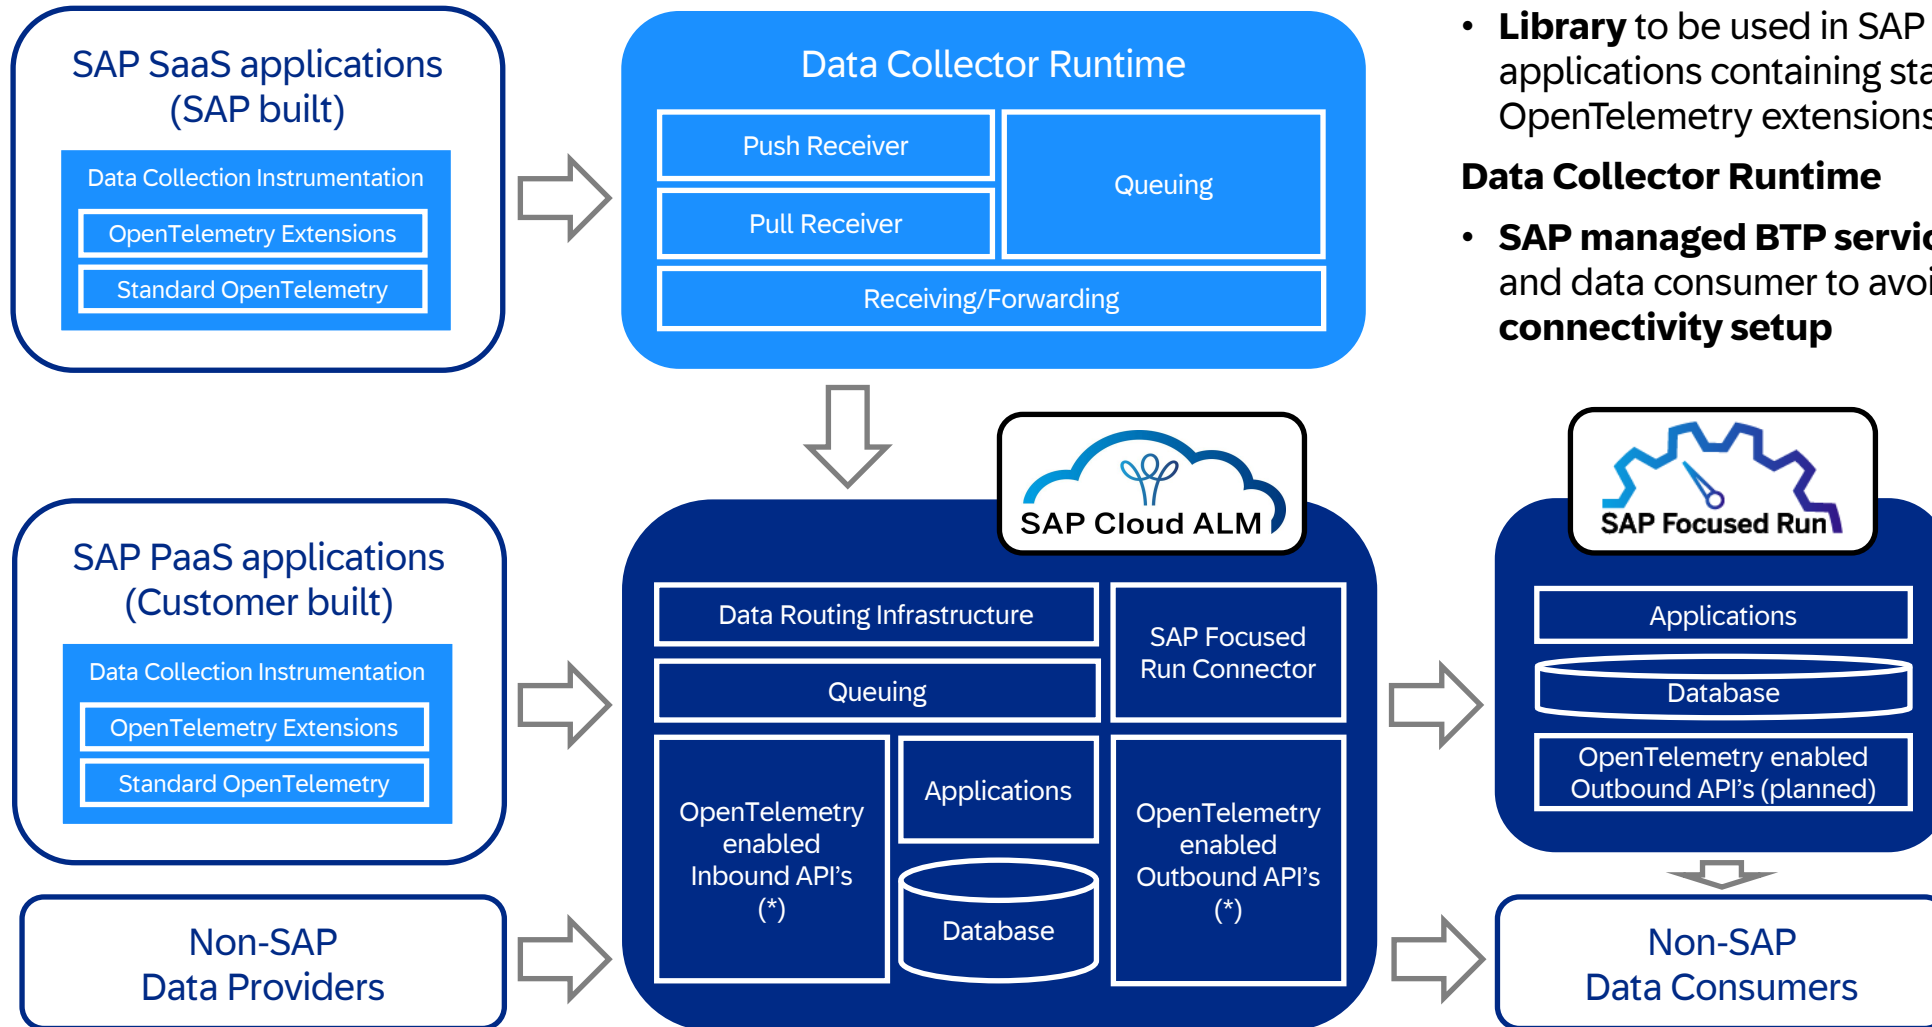 SAP SaaS applications
(SAP built)
Data Collection Instrumentation
OpenTelemetry Extensions
Standard OpenTelemetry
Data Collector Runtime
Push Receiver
Pull Receiver
Queuing
Receiving/Forwarding
• Library to be used in SAP
applications containing
OpenTelemetry extensions
Data Collector Runtime
• SAP managed BTP
and data consumer to
connectivity setup
SAP PaaS applications
(Customer built)
Data Collection Instrumentation
OpenTelemetry Extensions
Standard OpenTelemetry
Non-SAP
Data Providers
SAP Cloud ALM
Data Routing Infrastructure
Queuing
SAP Focused
Run Connector
OpenTelemetry
enabled
Inbound API's
(*)
Applications
Database
OpenTelemetry
enabled
Outbound API's
(*)
SAP Focused Run
Applications
Database
OpenTelemetry enabled
Outbound API's (planned)
Non-SAP
Data Consumers